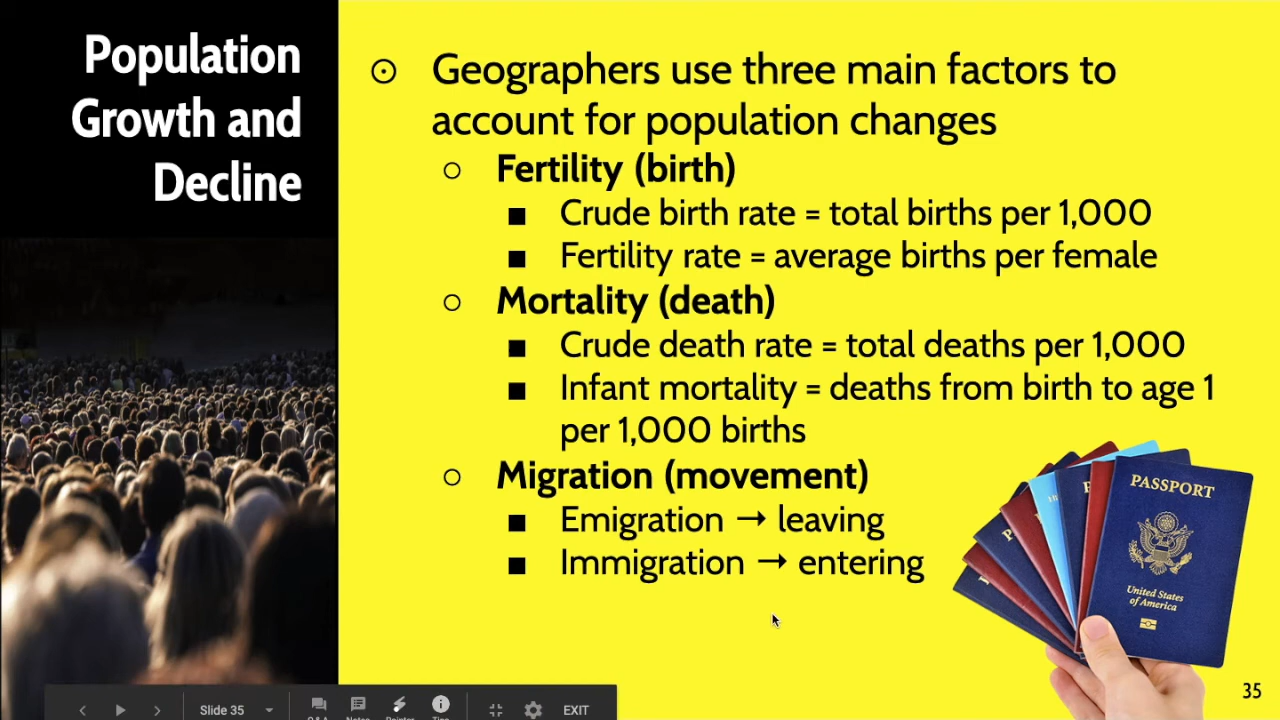 Population
Growth and
Decline
⊙ Geographers use three main factors to
account for population changes
○ Fertility (birth)
■ Crude birth rate = total births per 1,000
■ Fertility rate = average births per female
○ Mortality (death)
■ Crude death rate = total deaths per 1,000
■ Infant mortality = deaths from birth to age 1
per 1,000 births
○ Migration (movement)
■ Emigration → leaving
■ Immigration → entering
PASSPORT
United States
of America
35
Slide 35
Q & A
Notes
Pointer
EXIT